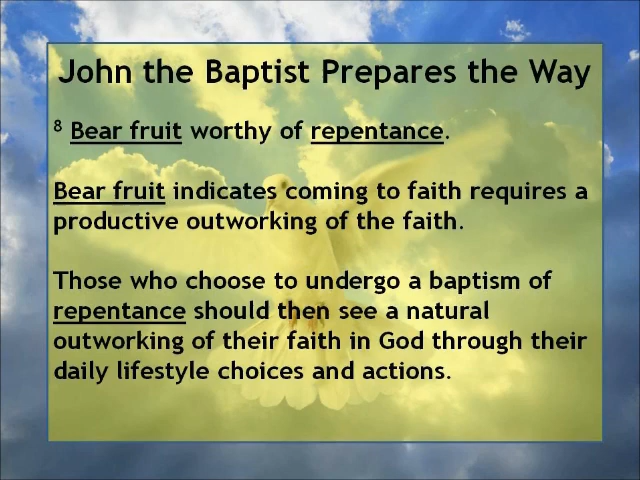 John the Baptist Prepares the Way
8 Bear fruit worthy of repentance.
Bear fruit indicates coming to faith requires a
productive outworking of the faith.
Those who choose to undergo a baptism of
repentance should then see a natural
outworking of their faith in God through their
daily lifestyle choices and actions.